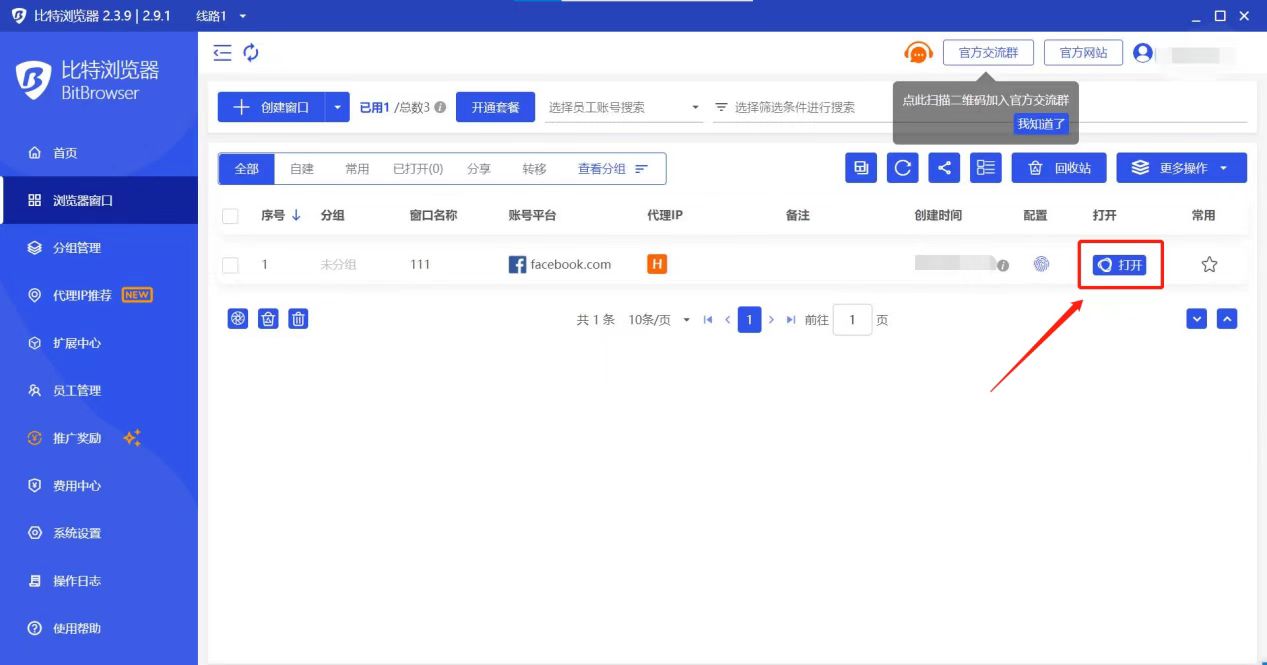 比特浏览器 2.3.9 | 2.9.1 线路1
比特浏览器
BitBrowser
首页
浏览器窗口
分组管理
代理IP推荐 NEW
扩展中心
员工管理
推广奖励
费用中心
系统设置
操作日志
使用帮助
官方交流群 官方网站
点此扫描二维码加入官方交流群
我知道了
创建窗口 已用1 /总数3 开通套餐 选择员工账号搜索 选择筛选条件进行搜索
全部 自建 常用 已打开(0) 分享 转移 查看分组 回收站 更多操作
序号 分组 窗口名称 账号平台 代理IP 备注 创建时间 配置 打开 常用
1 未分组 111 facebook.com H 打开
共 1 条 10条/页 1 前往 1 页